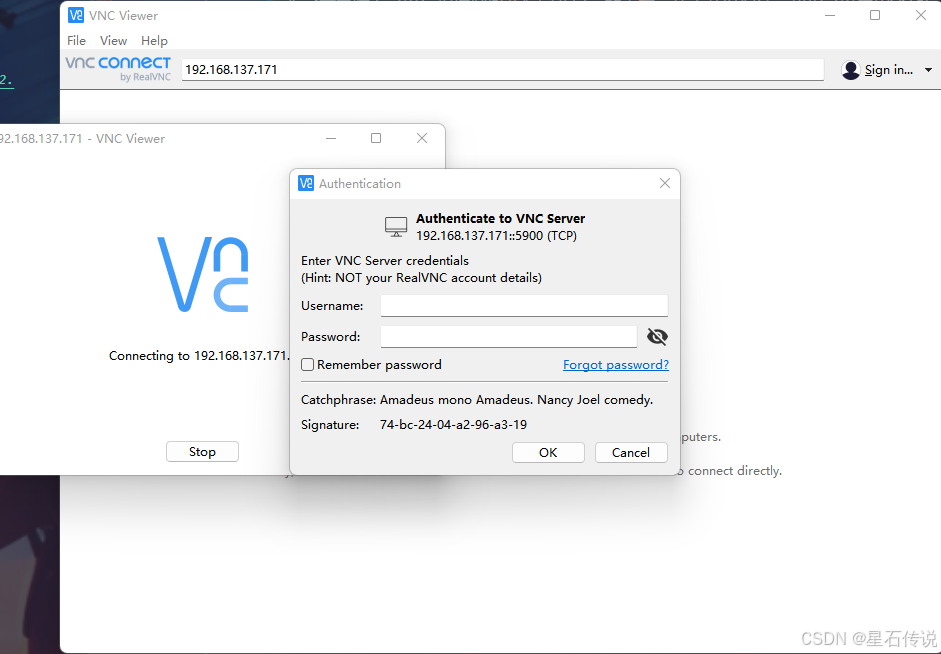 VNC Viewer
File View Help
vnc connect
by RealVNC
192.168.137.171
Sign in...
2.
92.168.137.171 - VNC Viewer
Connecting to 192.168.137.171.
Stop
Authentication
Authenticate to VNC Server
192.168.137.171::5900 (TCP)
Enter VNC Server credentials
(Hint: NOT your RealVNC account details)
Username:
Password:
Remember password
Forgot password?
Catchphrase: Amadeus mono Amadeus. Nancy Joel comedy.
Signature: 74-bc-24-04-a2-96-a3-19
OK
Cancel
puters.
o connect directly.
CSDN @星石传说